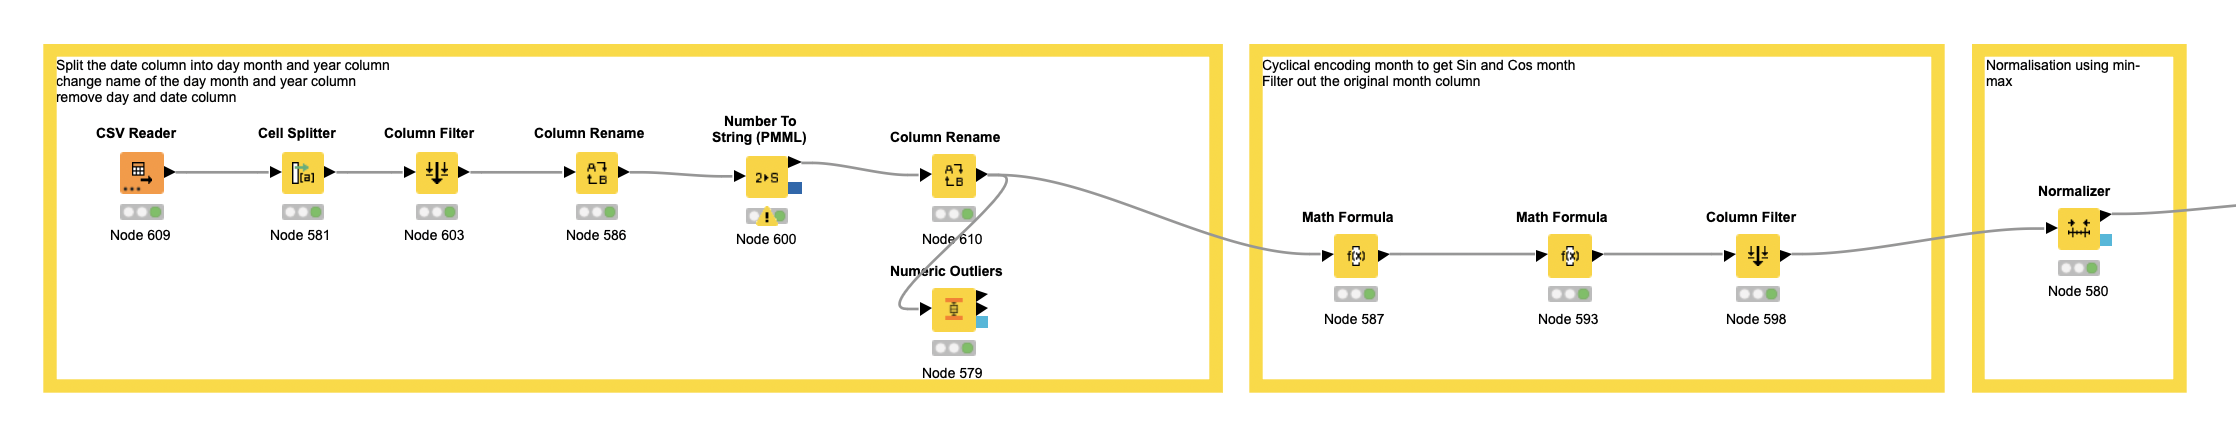 Split the date column into day month and year column
change name of the day month and year column
remove day and date column
CSV Reader
Node 609
Cell Splitter
Node 581
Column Filter
Node 603
Column Rename
A
B
Node 586
Number To
String (PMML)
2▸S
Node 600
Column Rename
A
B
Node 610
Numeric Outliers
Node 579
Cyclical encoding month to get Sin and Cos month
Filter out the original month column
Math Formula
f(x)
Node 587
Math Formula
f(x)
Node 593
Column Filter
Node 598
Normalisation using min-
max
Normalizer
Node 580